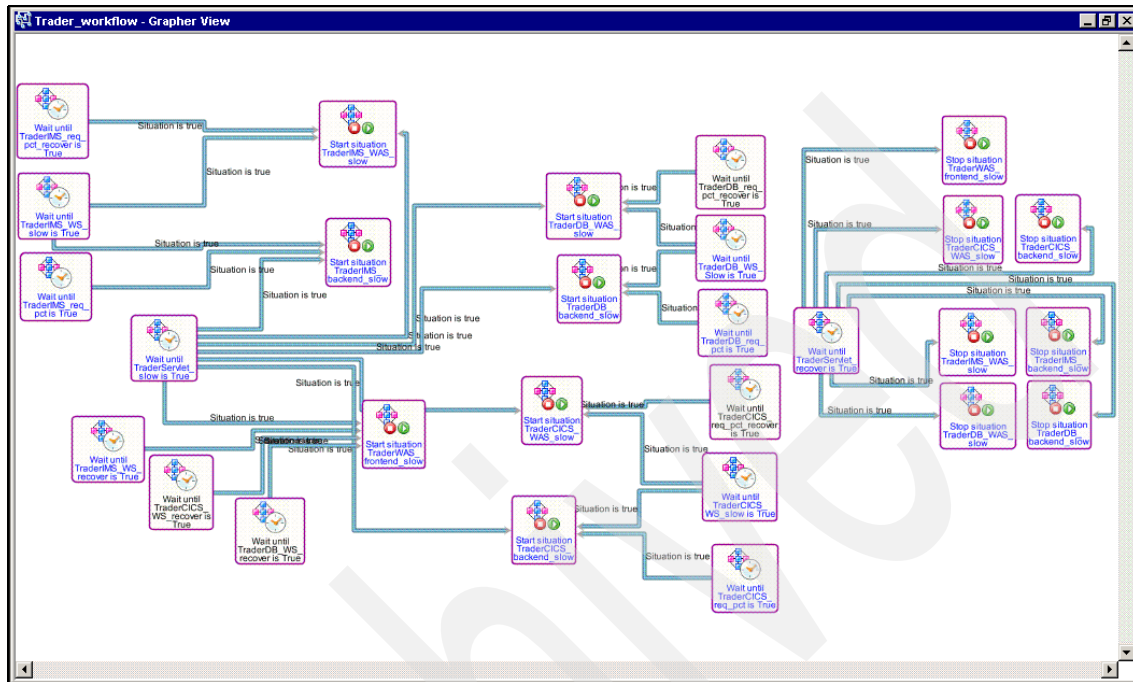 Trader_workflow - Grapher View
Wait until
TraderIMS_req_
pct_recover is
True
Situation is true
Situation is true
Start situation
TraderIMS_WAS_
slow
Wait until
TraderIMS_WS_
slow is True
Situation is true
Situation is true
Start situation
TraderIMS_
backend_slow
Wait until
TraderIMS_req_
pct is True
Situation is true
Wait until
TraderServlet_
slow is True
Situation is true
Situation is true
Situation is true
Situation is true
Situation is true
Situation is true
Start situation
TraderWAS_
frontend_slow
Wait until
TraderIMS_WS_
recover is True
Wait until
TraderCICS_
WS_recover is
True
Wait until
TraderDB_WS_
recover is True
Start situation
TraderDB_WAS_
slow
Start situation
TraderDB_
backend_slow
on is true
Situation
on is true
Situation
Wait until
TraderDB_req_
pct_recover is
True
Wait until
TraderDB_WS_
Slow is True
Wait until
TraderDB_req_
pct is True
Start situation
TraderCICS_
WAS_slow
Situation is true
Situation is true
Wait until
TraderCICS_
req_pct_recover is
True
Wait until
TraderCICS_
WS_slow is True
Start situation
TraderCICS_
backend_slow
Situation is true
Situation is true
Wait until
TraderCICS_
req_pct is True
Situation is true
Stop situation
TraderWAS_
frontend_slow
Situation is true
Stop situation
TraderCICS_
WAS_slow
Stop situation
TraderCICS_
backend_slow
Situation is true
Situation is true
Wait until
TraderServlet_
recover is True
Stop situation
TraderIMS_WAS_
slow
Stop situation
TraderIMS_
backend_slow
Situation is true
Situation is true
Stop situation
TraderDB_WAS_
slow
Stop situation
TraderDB_
backend_slow